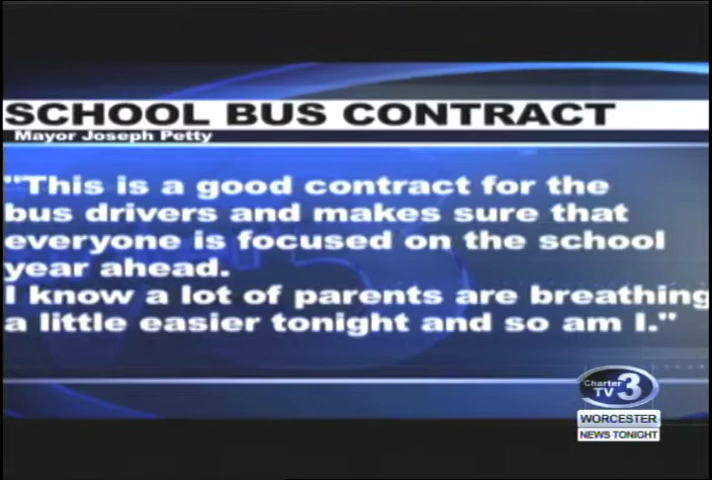 SCHOOL BUS CONTRACT
Mayor Joseph Petty
"This is a good contract for the
bus drivers and makes sure that
everyone is focused on the school
year ahead.
I know a lot of parents are breathing
a little easier tonight and so am I."
Charter
TV 3
WORCESTER
NEWS TONIGHT